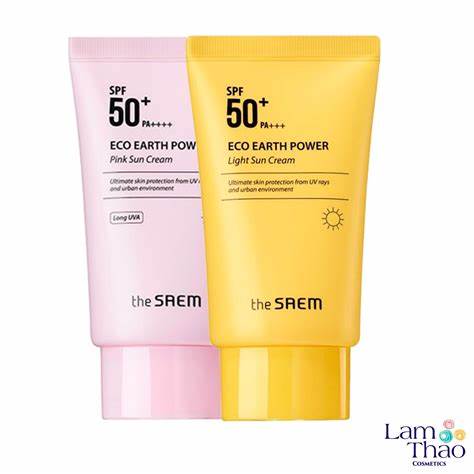 SPF
50+
PA++++
ECO EARTH POW
Pink Sun Cream
Ultimate skin protection from UV ra
and urban environment
Long UVA
the SAEM
SPF
50+
PA++++
ECO EARTH POWER
Light Sun Cream
Ultimate skin protection from UV rays
and urban environment
the SAEM
Lam
Thao
COSMETICS